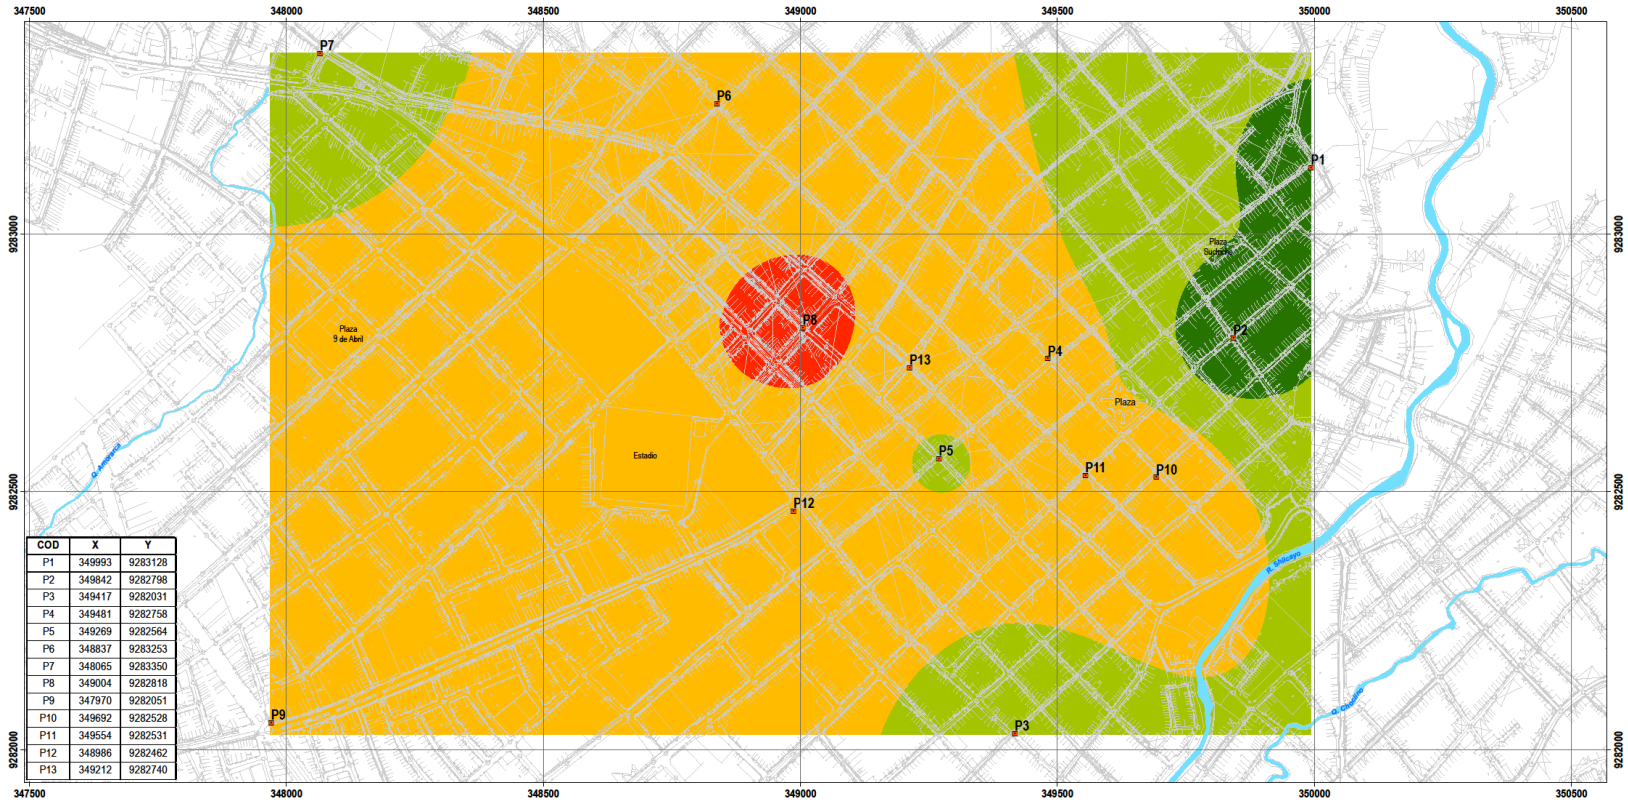 347500 348000 348500 349000 349500 350000 350500
P7
P6
P1
9283000 9283000
Plaza
P8
P2
Plaza
9 de Abril
P13
P4
Plaza
P5
Estadio
P11
P10
Q. Amorarca
9282500 9282500
P12
R. Shilcayo
COD X Y
P1 349993 9283128
P2 349842 9282798
P3 349417 9282031
P4 349481 9282758
P5 349269 9282564
P6 348837 9283253
P7 348065 9283350
P8 349004 9282818
P9 347970 9282051
P10 349692 9282528
P11 349554 9282531
P12 348986 9282462
P13 349212 9282740
P9
P3
9282000 9282000
347500 348000 348500 349000 349500 350000 350500